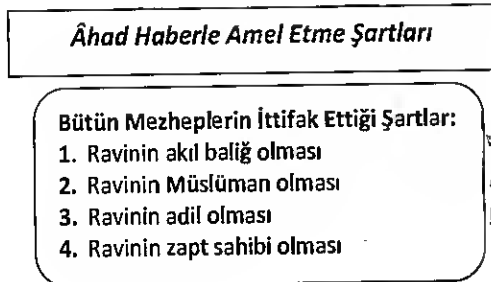 Âhad Haberle Amel Etme Şartları
Bütün Mezheplerin İttifak Ettiği Şartlar:
1. Ravinin akıl baliğ olması
2. Ravinin Müslüman olması
3. Ravinin adil olması
4. Ravinin zapt sahibi olması